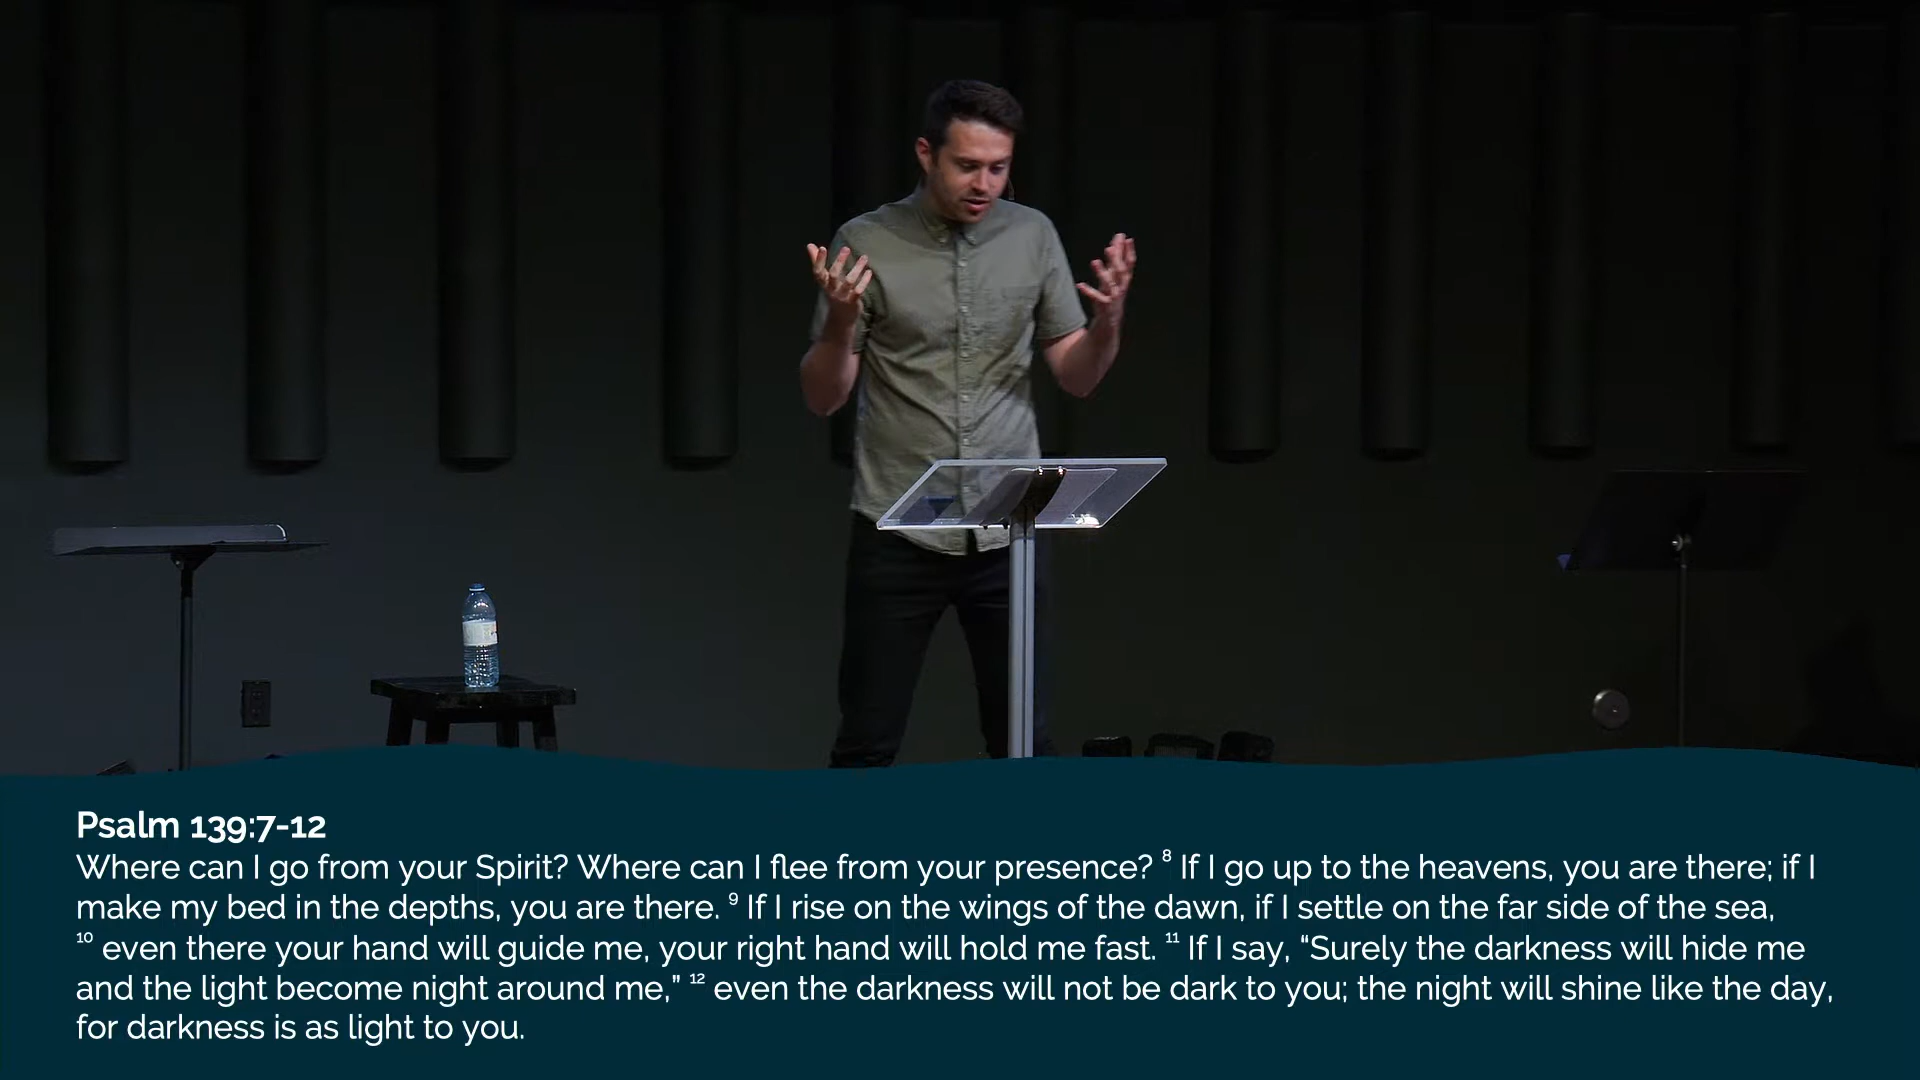 Psalm 139:7-12
Where can I go from your Spirit? Where can I flee from your presence? ⁸ If I go up to the heavens, you are there; if I
make my bed in the depths, you are there. ⁹ If I rise on the wings of the dawn, if I settle on the far side of the sea,
¹⁰ even there your hand will guide me, your right hand will hold me fast. ¹¹ If I say, “Surely the darkness will hide me
and the light become night around me,” ¹² even the darkness will not be dark to you; the night will shine like the day,
for darkness is as light to you.